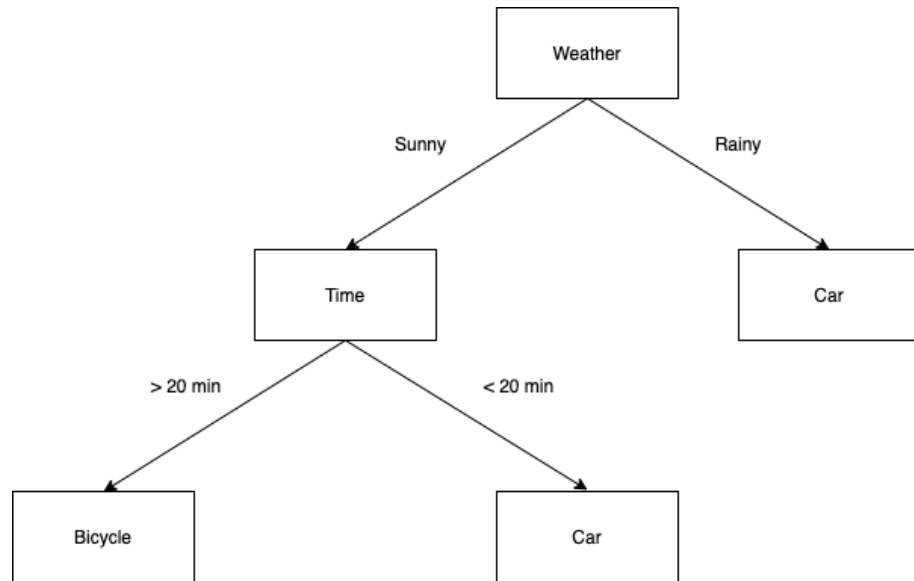 Weather
Sunny
Rainy
Time
Car
> 20 min
< 20 min
Bicycle
Car